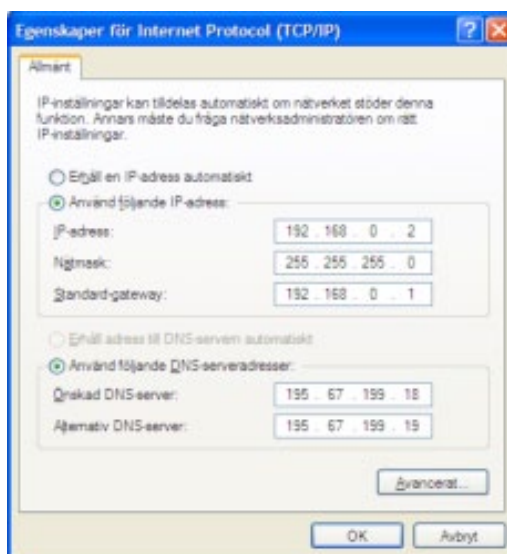 Egenskaper för Internet Protocol (TCP/IP)
Allmänt
IP-inställningar kan tilldelas automatiskt om nätverket stöder denna
funktion. Annars måste du fråga nätverksadministratören om rätt
IP-inställningar.
Erhåll en IP-adress automatiskt
Använd följande IP-adress:
IP-adress: 192 . 168 . 0 . 2
Nätmask: 255 . 255 . 255 . 0
Standard-gateway: 192 . 168 . 0 . 1
Erhåll adress till DNS-servern automatiskt
Använd följande DNS-serveradresser:
Önskad DNS-server: 195 . 67 . 199 . 18
Alternativ DNS-server: 195 . 67 . 199 . 19
Avancerat...
OK Avbryt